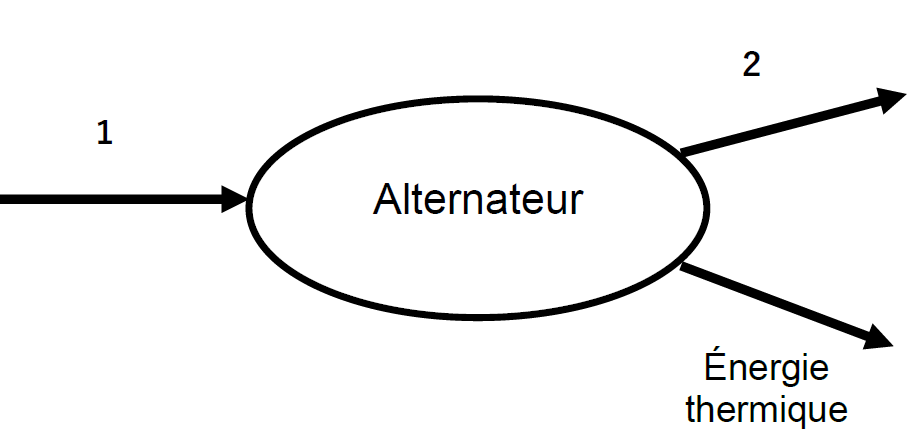 2
1
Alternateur
Énergie
thermique